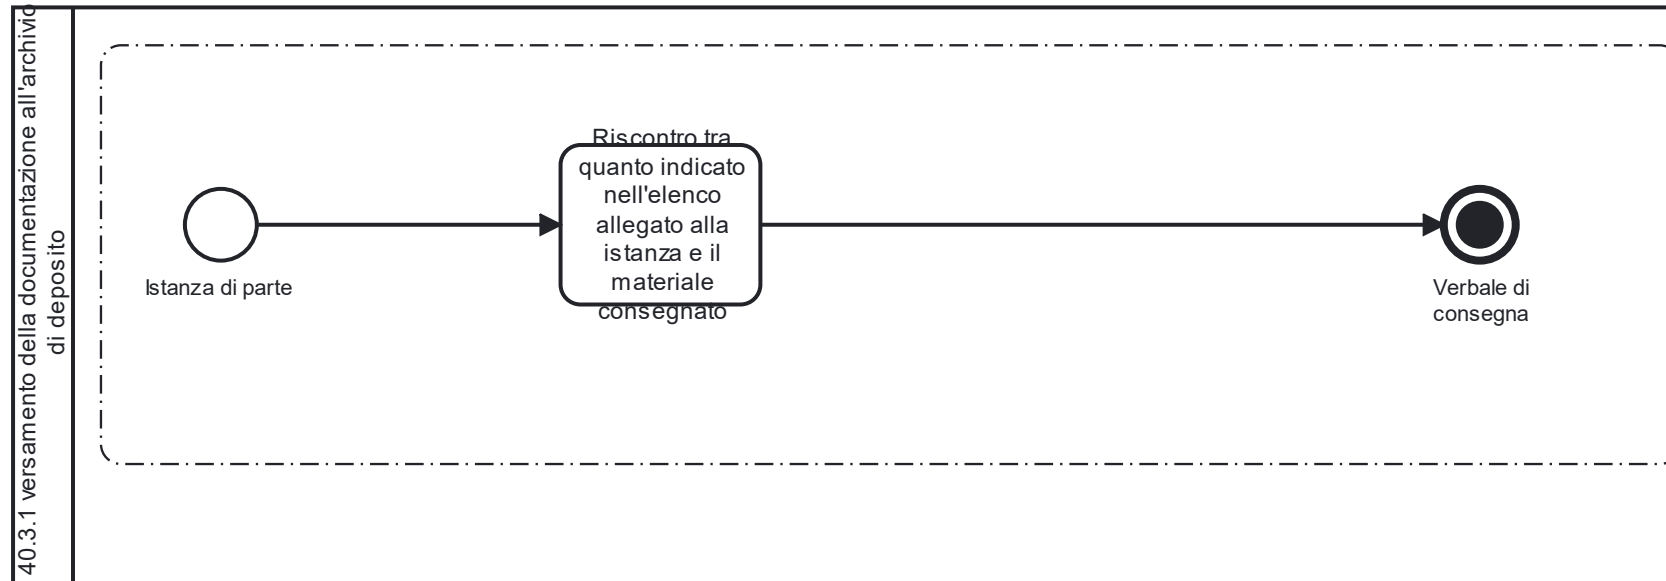 40.3.1 versamento della documentazione all'archivio
di deposito
Istanza di parte
Riscontro tra
quanto indicato
nell'elenco
allegato alla
istanza e il
materiale
consegnato
Verbale di
consegna